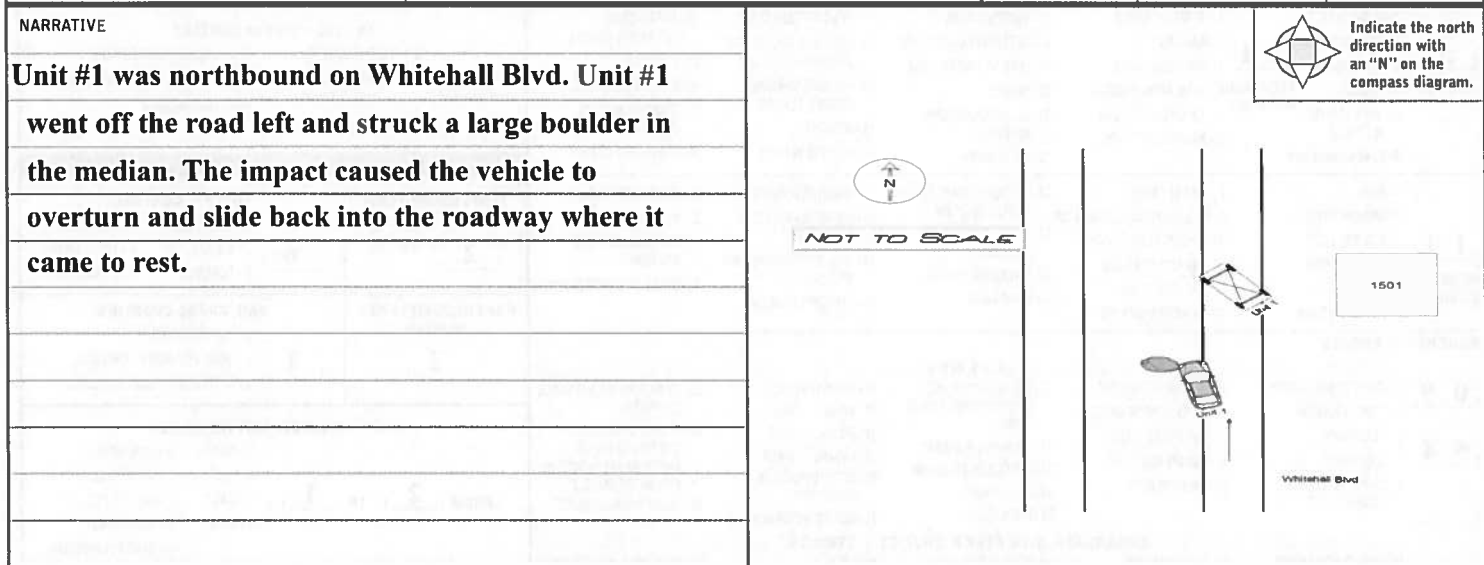 NARRATIVE
Unit #1 was northbound on Whitehall Blvd. Unit #1
went off the road left and struck a large boulder in
the median. The impact caused the vehicle to
overturn and slide back into the roadway where it
came to rest.
Indicate the north
direction with
an "N" on the
compass diagram.
N
NOT TO SCALE
1501
Unit 1
Unit 1
Whitehall Blvd